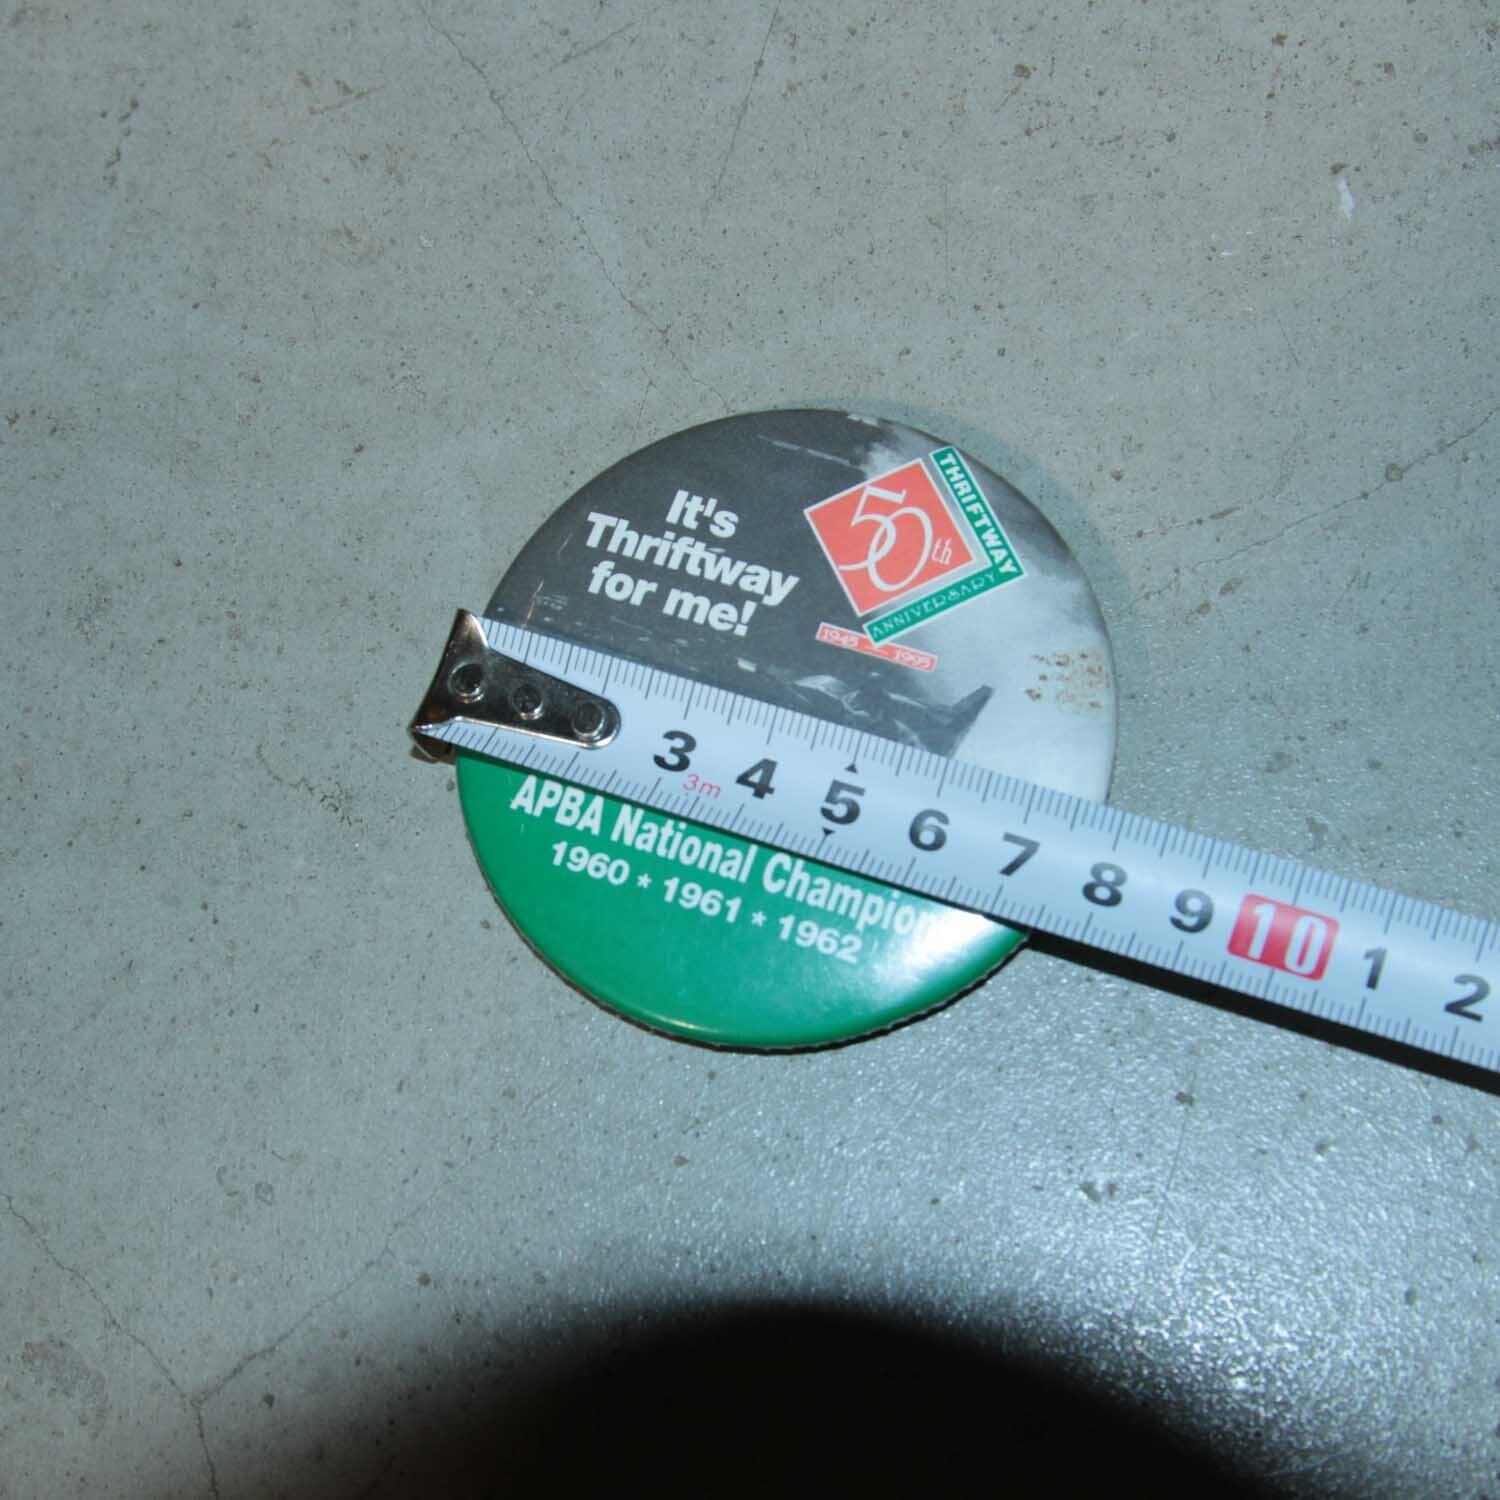 It's
Thriftway
for me!
50th
THRIFTWAY
ANNIVERSARY
1945 — 1995
3 4 5 6 7 8 9 10 1 2
3m
APBA National Champion
1960 * 1961 * 1962